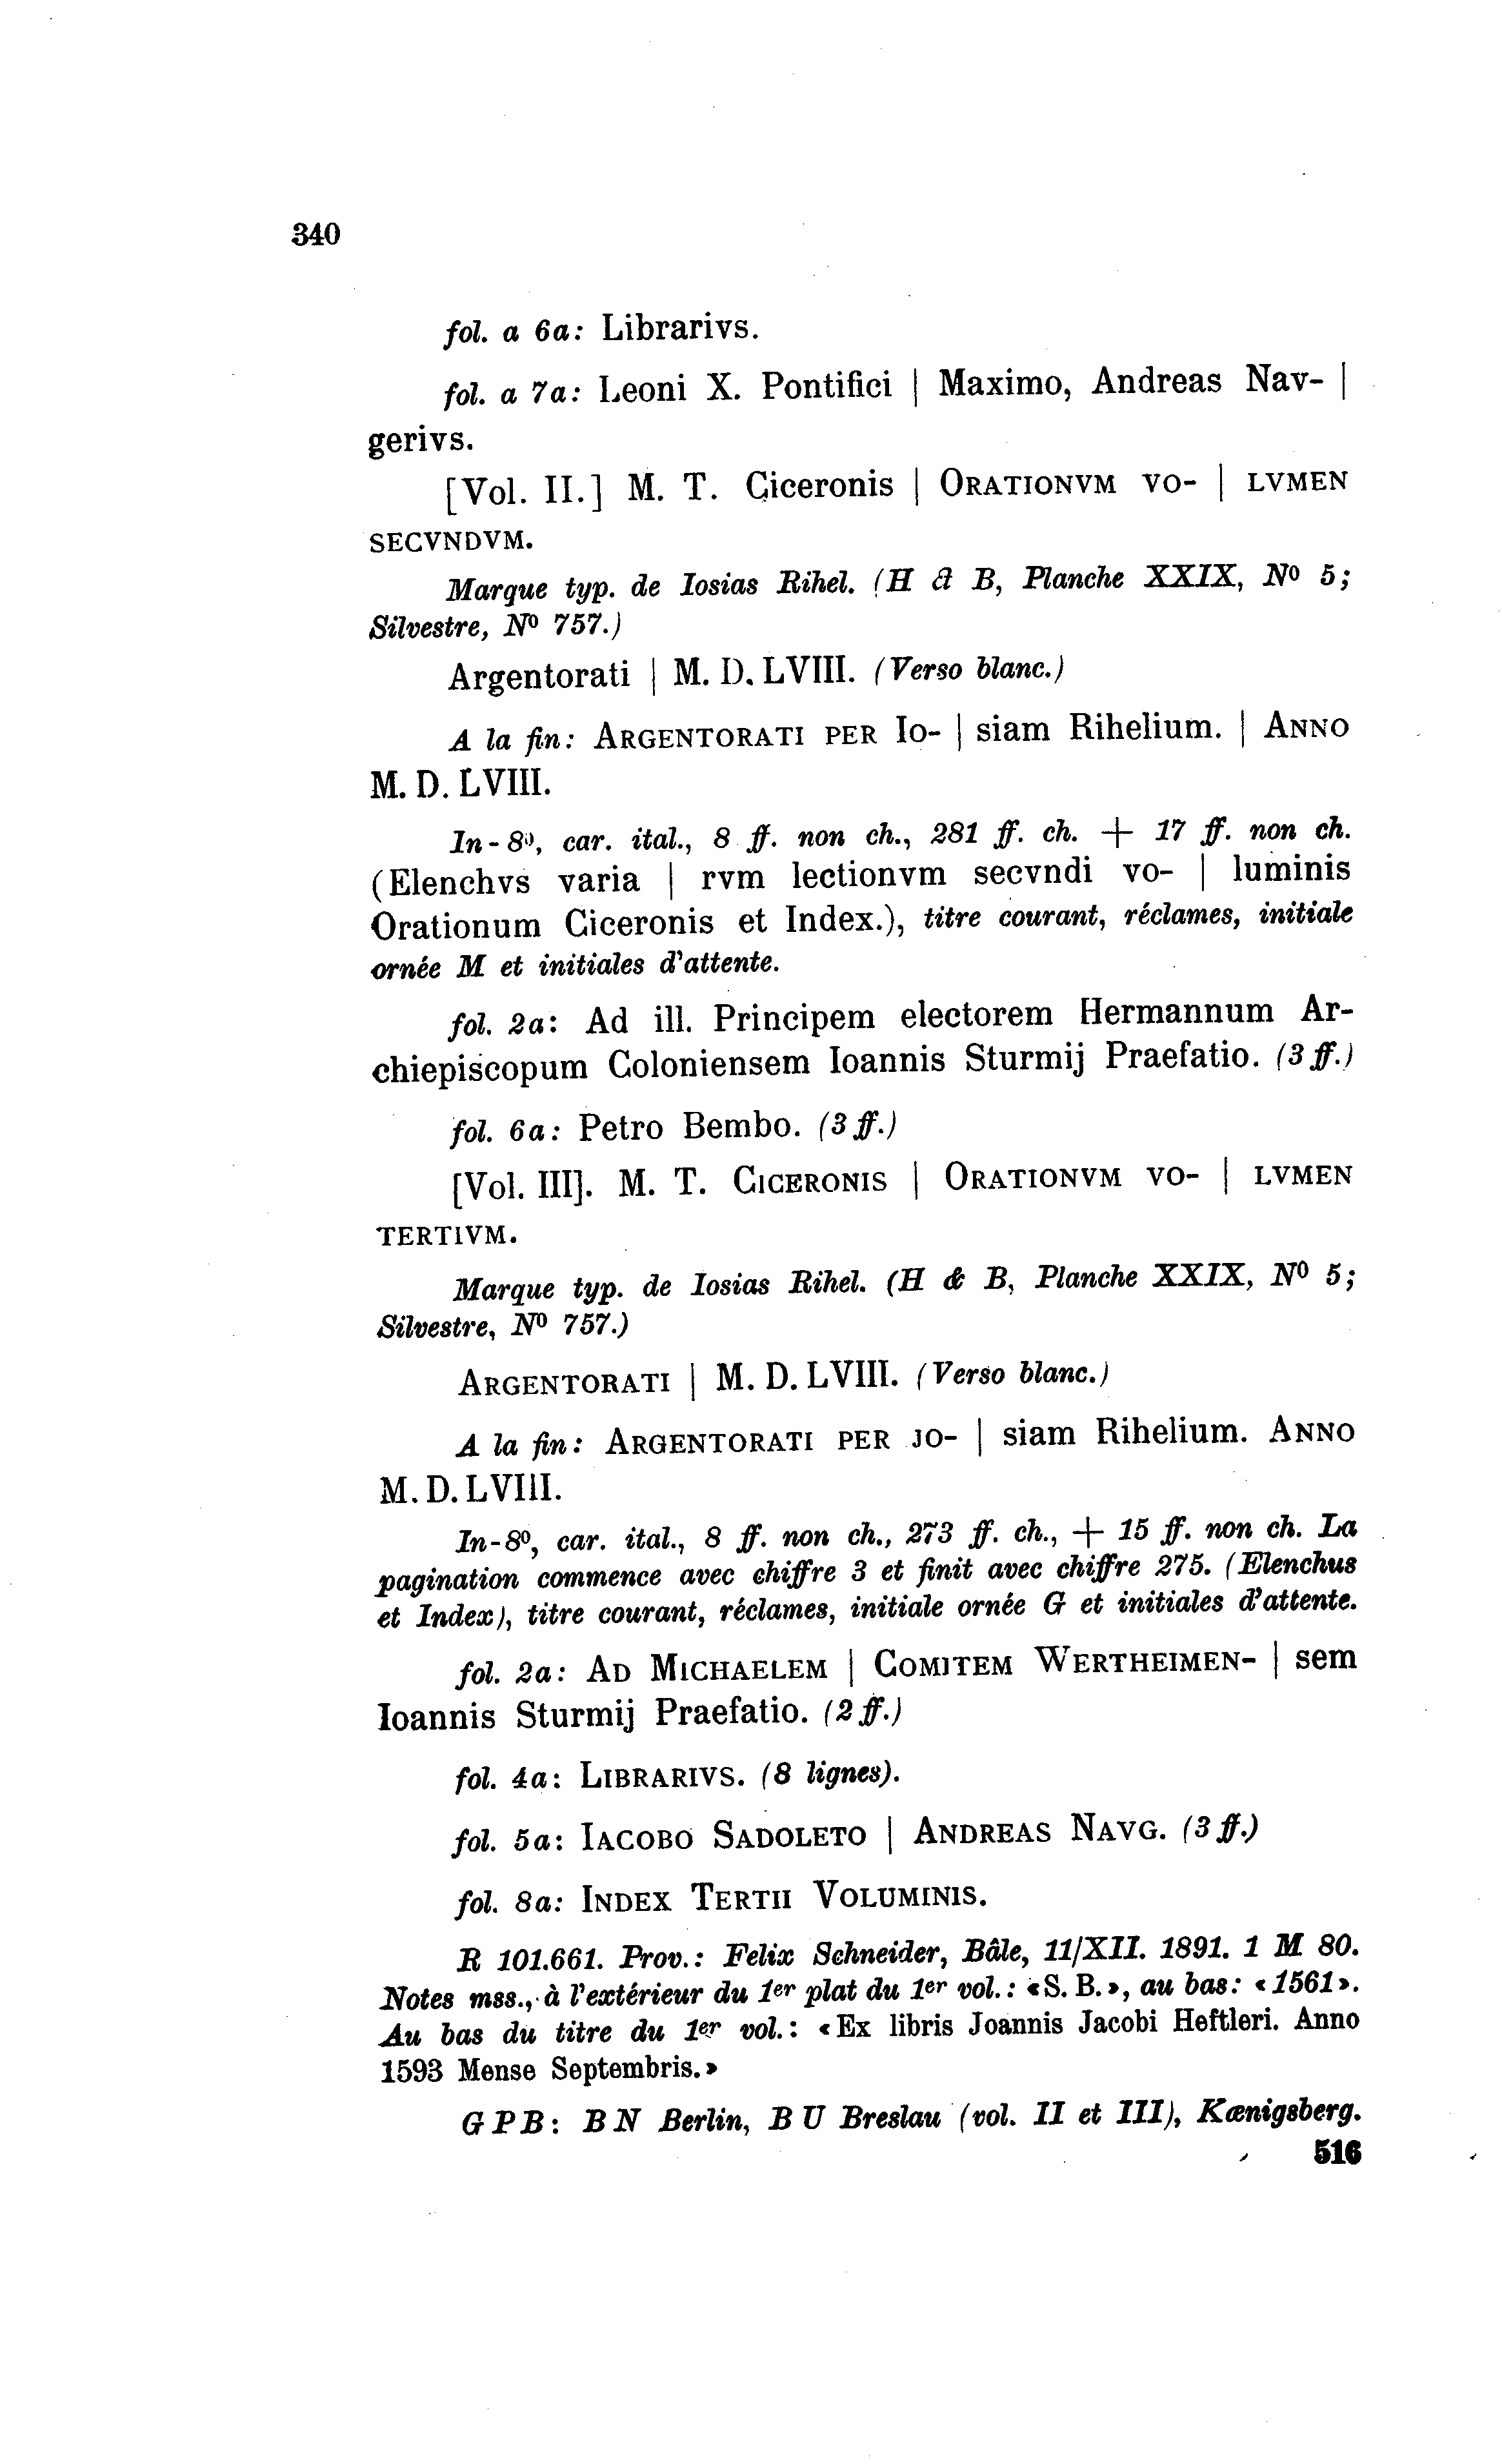 340
fol. a 6a: Librarivs.
fol. a 7a: Leoni X. Pontifici | Maximo, Andreas Nav- |
gerivs.
[Vol. II.] M. T. Ciceronis | ORATIONVM VO- | LVMEN
SECVNDVM.
Marque typ. de Iosias Rihel. (H & B, Planche XXIX, Nº 5;
Silvestre, Nº 757.)
Argentorati | M. D. LVIII. (Verso blanc.)
A la fin: ARGENTORATI PER Io- | siam Rihelium. | ANNO
M. D. LVIII.
In-8º, car. ital., 8 ff. non ch., 281 ff. ch. + 17 ff. non ch.
(Elenchvs varia | rvm lectionvm secvndi vo- | luminis
Orationum Ciceronis et Index.), titre courant, réclames, initiale
ornée M et initiales d'attente.
fol. 2a: Ad ill. Principem electorem Hermannum Ar-
chiepiscopum Coloniensem Ioannis Sturmij Praefatio. (3 ff.)
fol. 6a: Petro Bembo. (3 ff.)
[Vol. III]. M. T. CICERONIS | ORATIONVM VO- | LVMEN
TERTIVM.
Marque typ. de Iosias Rihel. (H & B, Planche XXIX, Nº 5;
Silvestre, Nº 757.)
ARGENTORATI | M. D. LVIII. (Verso blanc.)
A la fin: ARGENTORATI PER JO- | siam Rihelium. ANNO
M. D. LVIII.
In-8º, car. ital., 8 ff. non ch., 273 ff. ch., + 15 ff. non ch. La
pagination commence avec chiffre 3 et finit avec chiffre 275. (Elenchus
et Index), titre courant, réclames, initiale ornée G et initiales d'attente.
fol. 2a: AD MICHAELEM | COMITEM WERTHEIMEN- | sem
Ioannis Sturmij Praefatio. (2 ff.)
fol. 4a: LIBRARIVS. (8 lignes).
fol. 5a: IACOBO SADOLETO | ANDREAS NAVG. (3 ff.)
fol. 8a: INDEX TERTII VOLUMINIS.
R 101.661. Prov.: Felix Schneider, Bâle, 11/XII. 1891. 1 M 80.
Notes mss., à l'extérieur du 1er plat du 1er vol.: «S. B.», au bas: «1561».
Au bas du titre du 1er vol.: «Ex libris Joannis Jacobi Heftleri. Anno
1593 Mense Septembris.»
G P B: B N Berlin, B U Breslau (vol. II et III), Kœnigsberg.
516